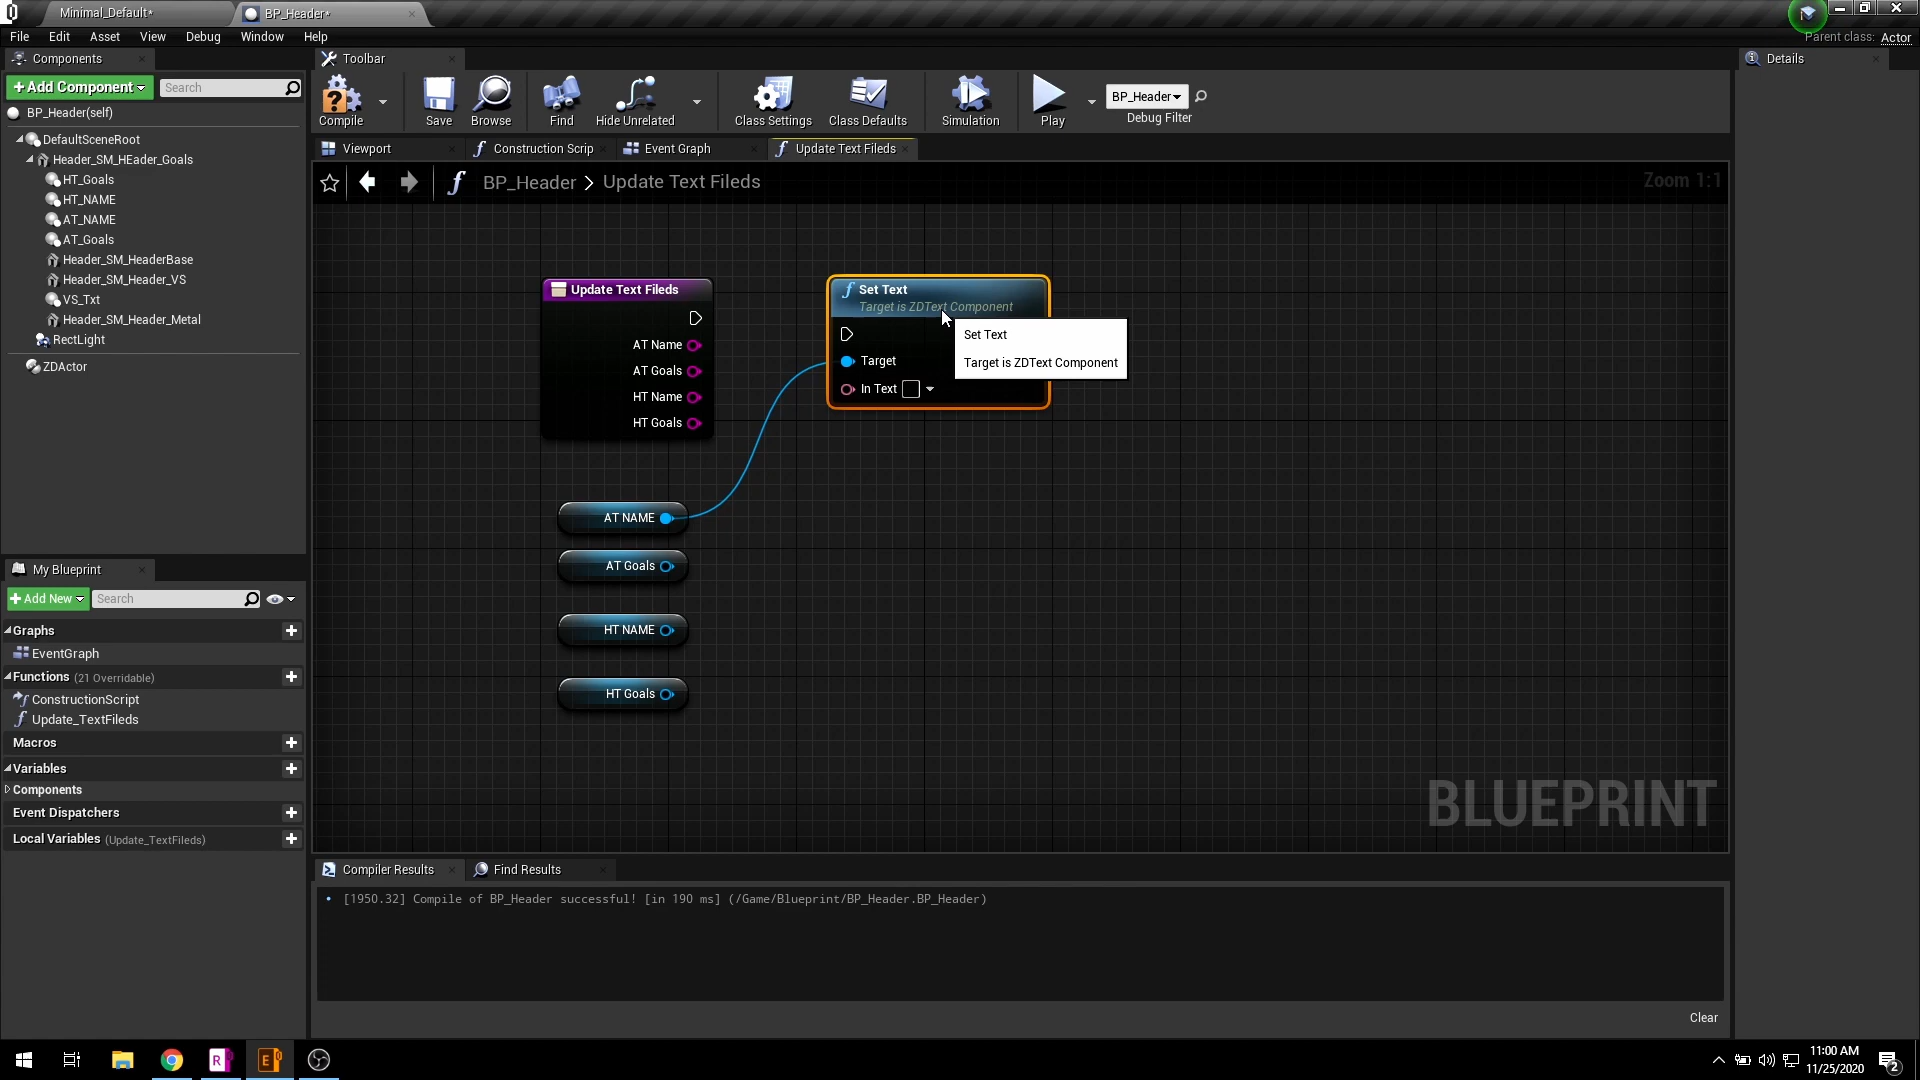 Minimal_Default*
BP_Header*
File Edit Asset View Debug Window Help
Parent class: Actor
Components
Toolbar
Details
+ Add Component
Search
BP_Header(self)
DefaultSceneRoot
Header_SM_HEader_Goals
HT_Goals
HT_NAME
AT_NAME
AT_Goals
Header_SM_HeaderBase
Header_SM_Header_VS
VS_Txt
Header_SM_Header_Metal
RectLight
ZDActor
Compile
Save
Browse
Find
Hide Unrelated
Class Settings
Class Defaults
Simulation
Play
BP_Header
Debug Filter
Viewport
Construction Scrip
Event Graph
Update Text Fileds
BP_Header > Update Text Fileds
Zoom 1:1
Update Text Fileds
AT Name
AT Goals
HT Name
HT Goals
Set Text
Target is ZDText Component
Target
In Text
Set Text
Target is ZDText Component
AT NAME
AT Goals
HT NAME
HT Goals
BLUEPRINT
My Blueprint
+ Add New
Search
Graphs
EventGraph
Functions (21 Overridable)
ConstructionScript
Update_TextFileds
Macros
Variables
Components
Event Dispatchers
Local Variables (Update_TextFileds)
Compiler Results
Find Results
[1950.32] Compile of BP_Header successful! [in 190 ms] (/Game/Blueprint/BP_Header.BP_Header)
Clear
11:00 AM
11/25/2020
2